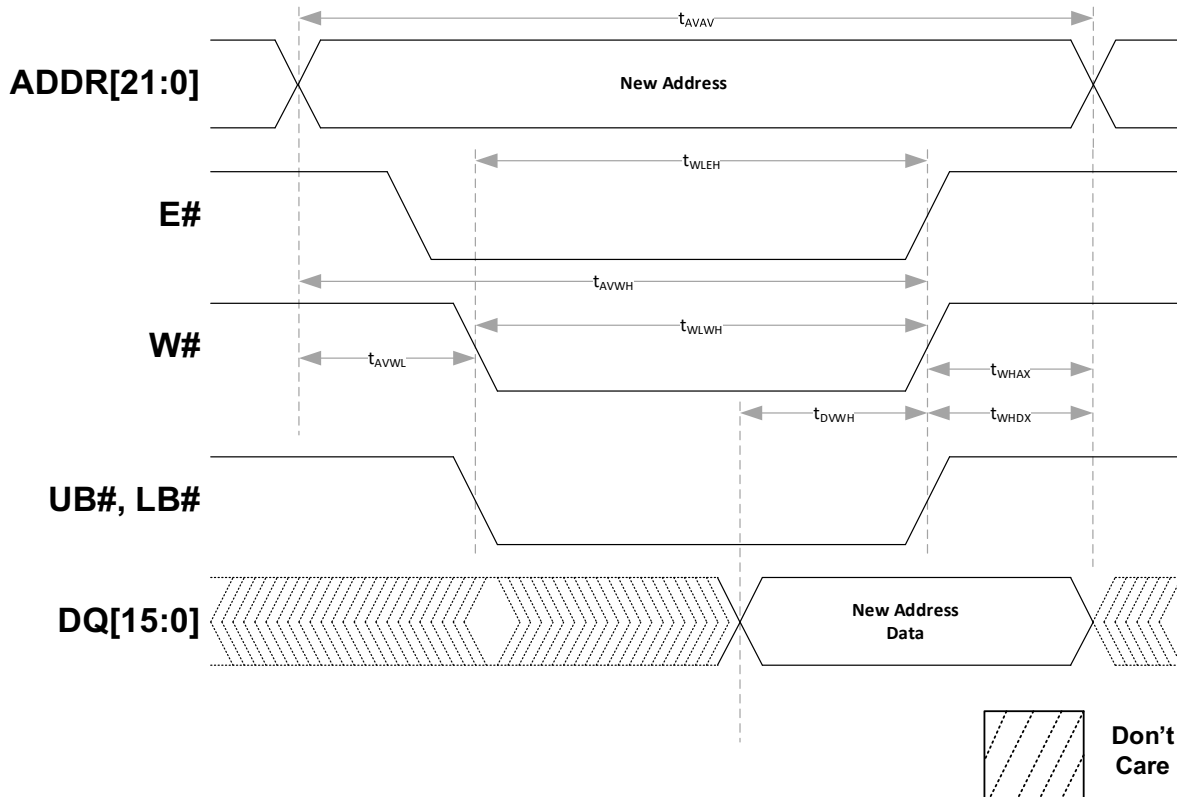 tAVAV
ADDR[21:0]
New Address
tWLEH
E#
tAVWH
W#
tWLWH
tAVWL
tWHAX
tDVWH
tWHDX
UB#, LB#
DQ[15:0]
New Address
Data
Don't
Care